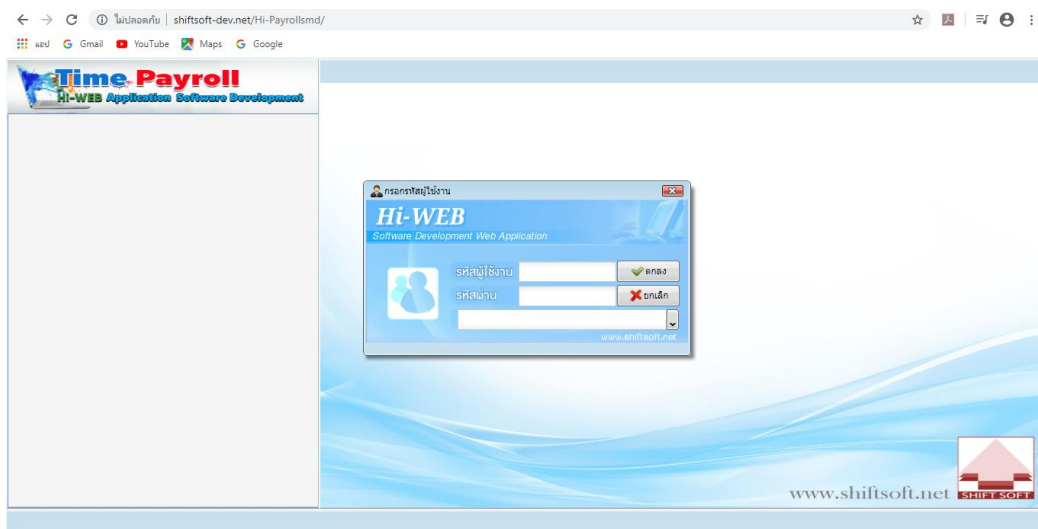 ไม่ปลอดภัย | shiftsoft-dev.net/Hi-Payrollsmd/
แอป Gmail YouTube Maps Google
Time Payroll
Hi-WEB Application Software Development
กรอกรหัสผู้ใช้งาน
Hi-WEB
Software Development Web Application
รหัสผู้ใช้งาน ตกลง
รหัสผ่าน ยกเลิก
www.shiftsoft.net
www.shiftsoft.net SHIFT SOFT